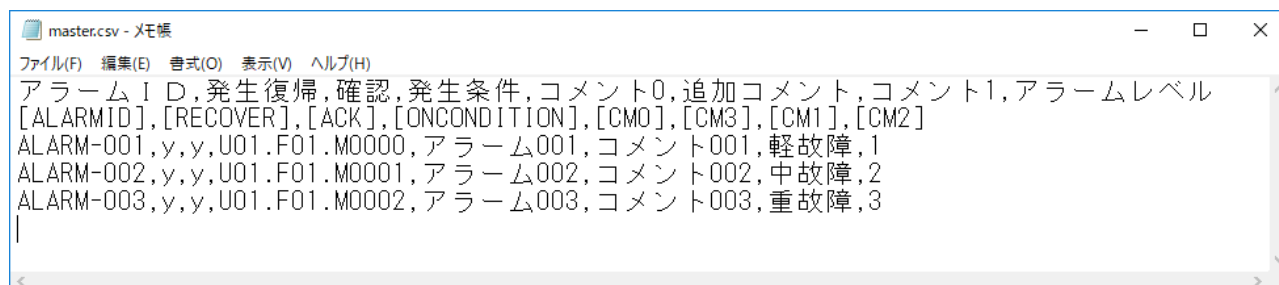 master.csv - メモ帳
ファイル(F) 編集(E) 書式(O) 表示(V) ヘルプ(H)
アラームＩＤ,発生復帰,確認,発生条件,コメント0,追加コメント,コメント1,アラームレベル
[ALARMID],[RECOVER],[ACK],[ONCONDITION],[CM0],[CM3],[CM1],[CM2]
ALARM-001,y,y,U01.F01.M0000,アラーム001,コメント001,軽故障,1
ALARM-002,y,y,U01.F01.M0001,アラーム002,コメント002,中故障,2
ALARM-003,y,y,U01.F01.M0002,アラーム003,コメント003,重故障,3